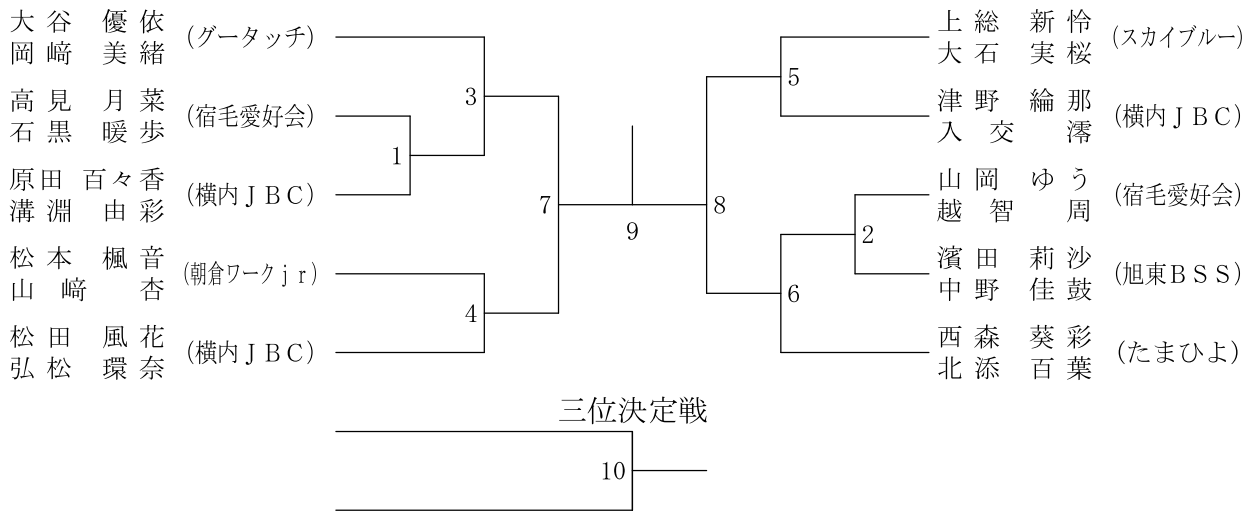 大谷 優依
岡﨑 美緒
(グータッチ)
高見 月菜
石黒 暖歩
(宿毛愛好会)
原田 百々香
溝淵 由彩
(横内JBC)
松本 楓音
山﨑 杏
(朝倉ワークjr)
松田 風花
弘松 環奈
(横内JBC)
3
1
7
4
9
上総 新怜
大石 実桜
(スカイブルー)
津野 綸那
入交 澪
(横内JBC)
山岡 ゆう
越智 周
(宿毛愛好会)
濱田 莉沙
中野 佳鼓
(旭東BSS)
西森 葵彩
北添 百葉
(たまひよ)
5
8
2
6
三位決定戦
10